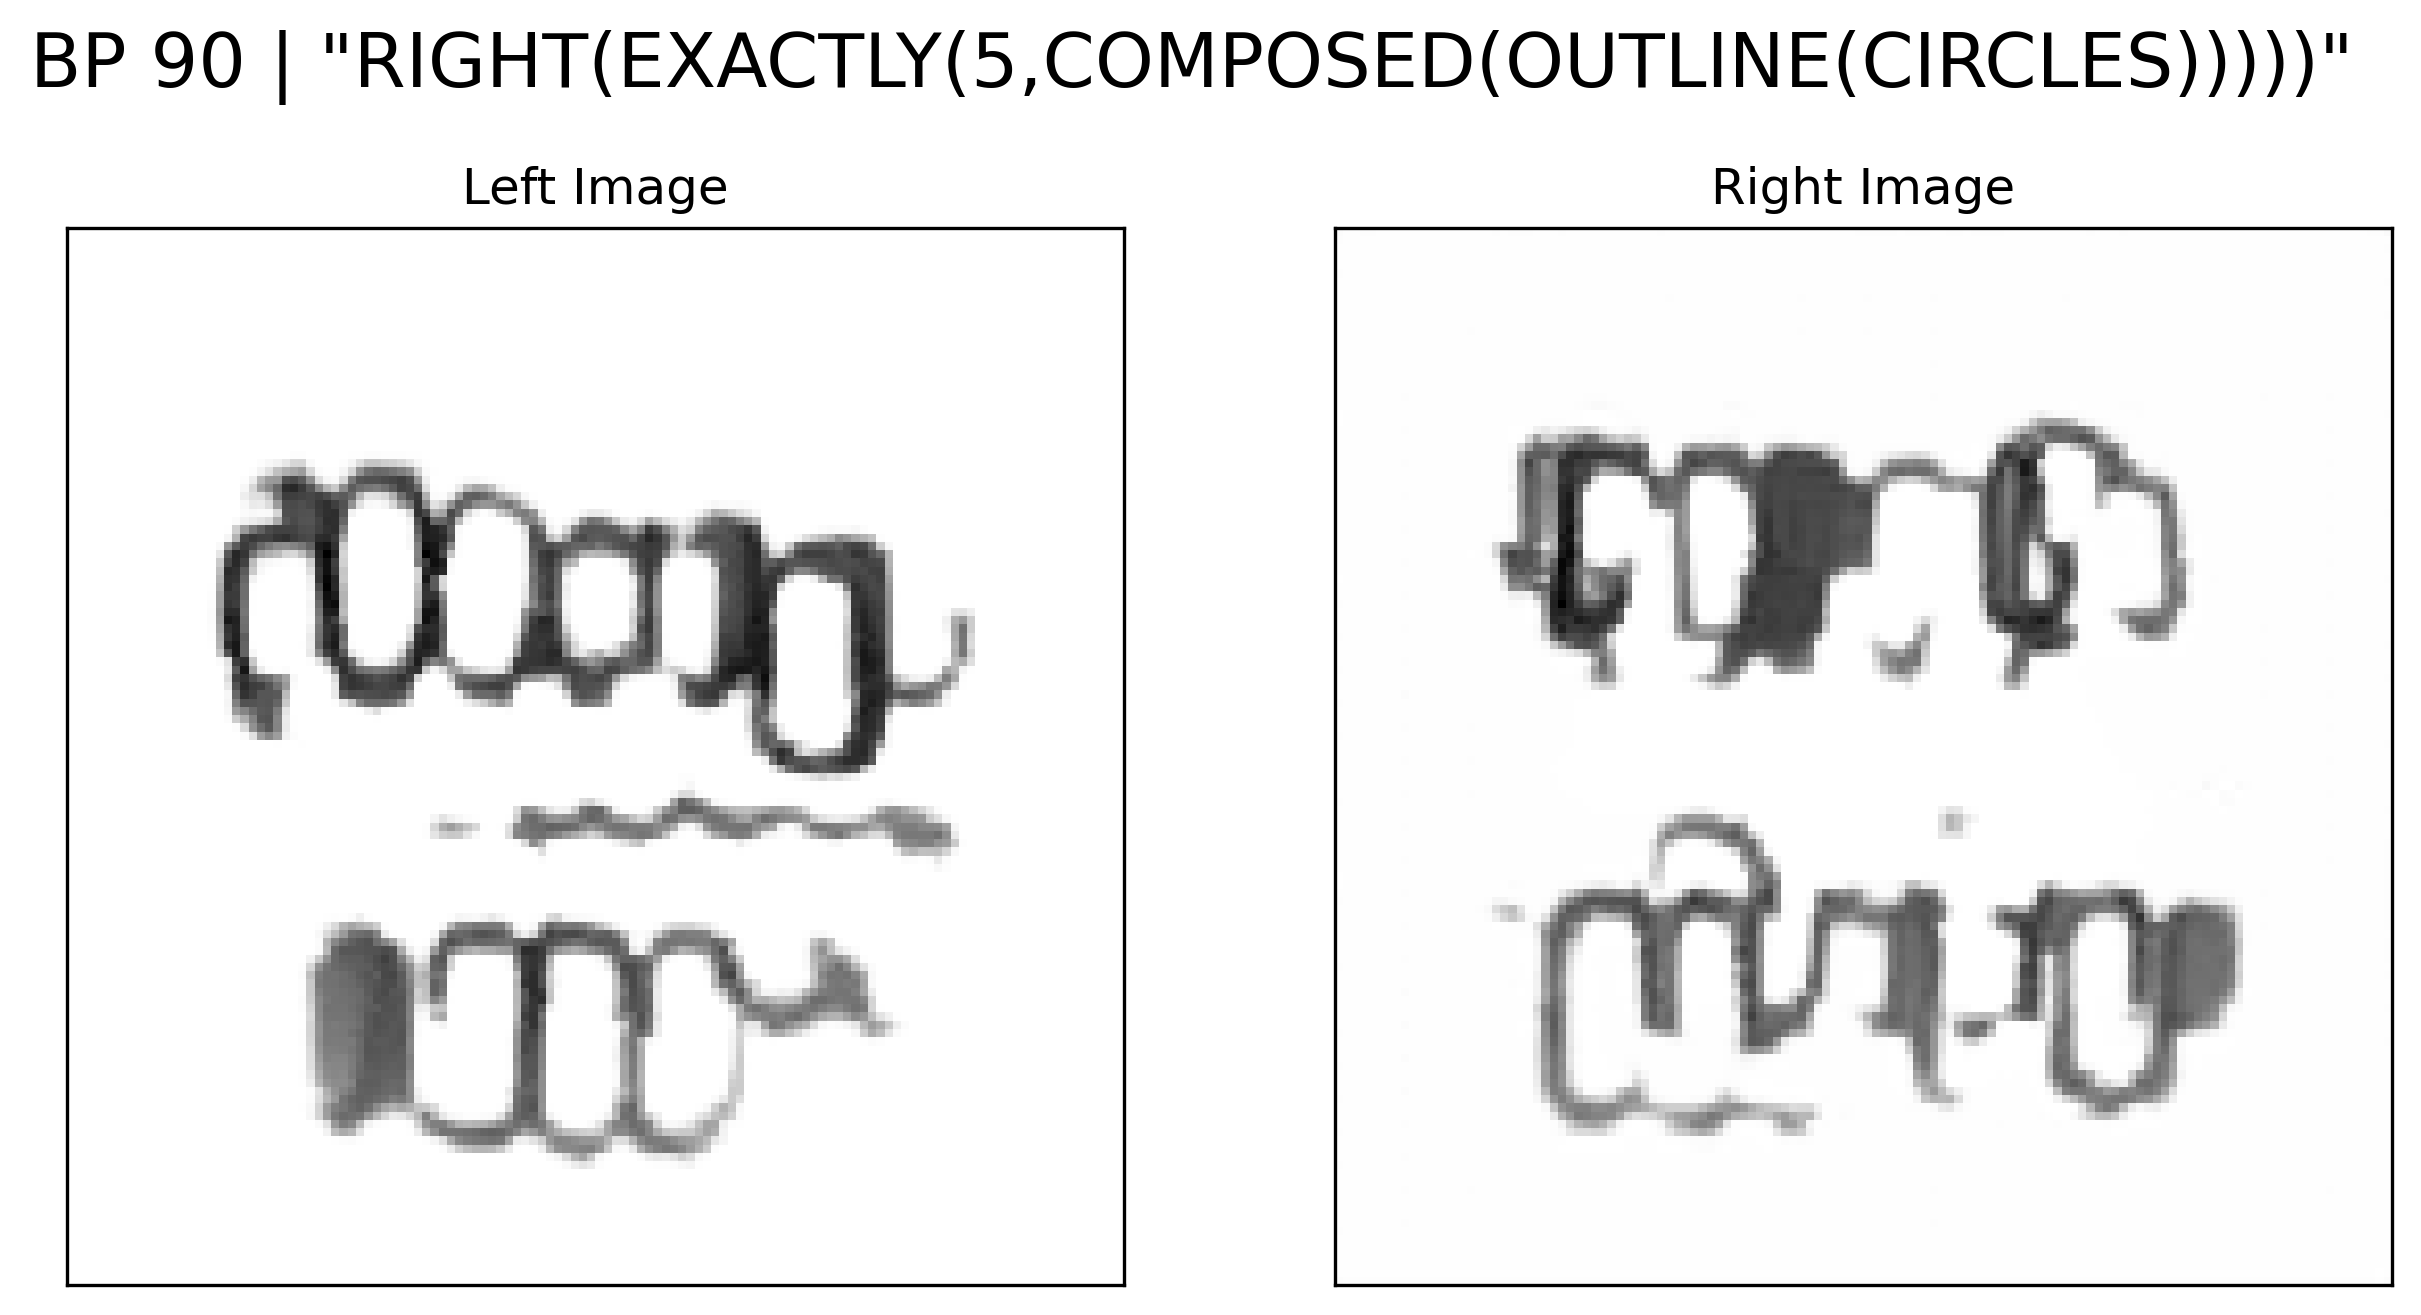 BP 90 | "RIGHT(EXACTLY(5,COMPOSED(OUTLINE(CIRCLES)))))"
Left Image
Right Image